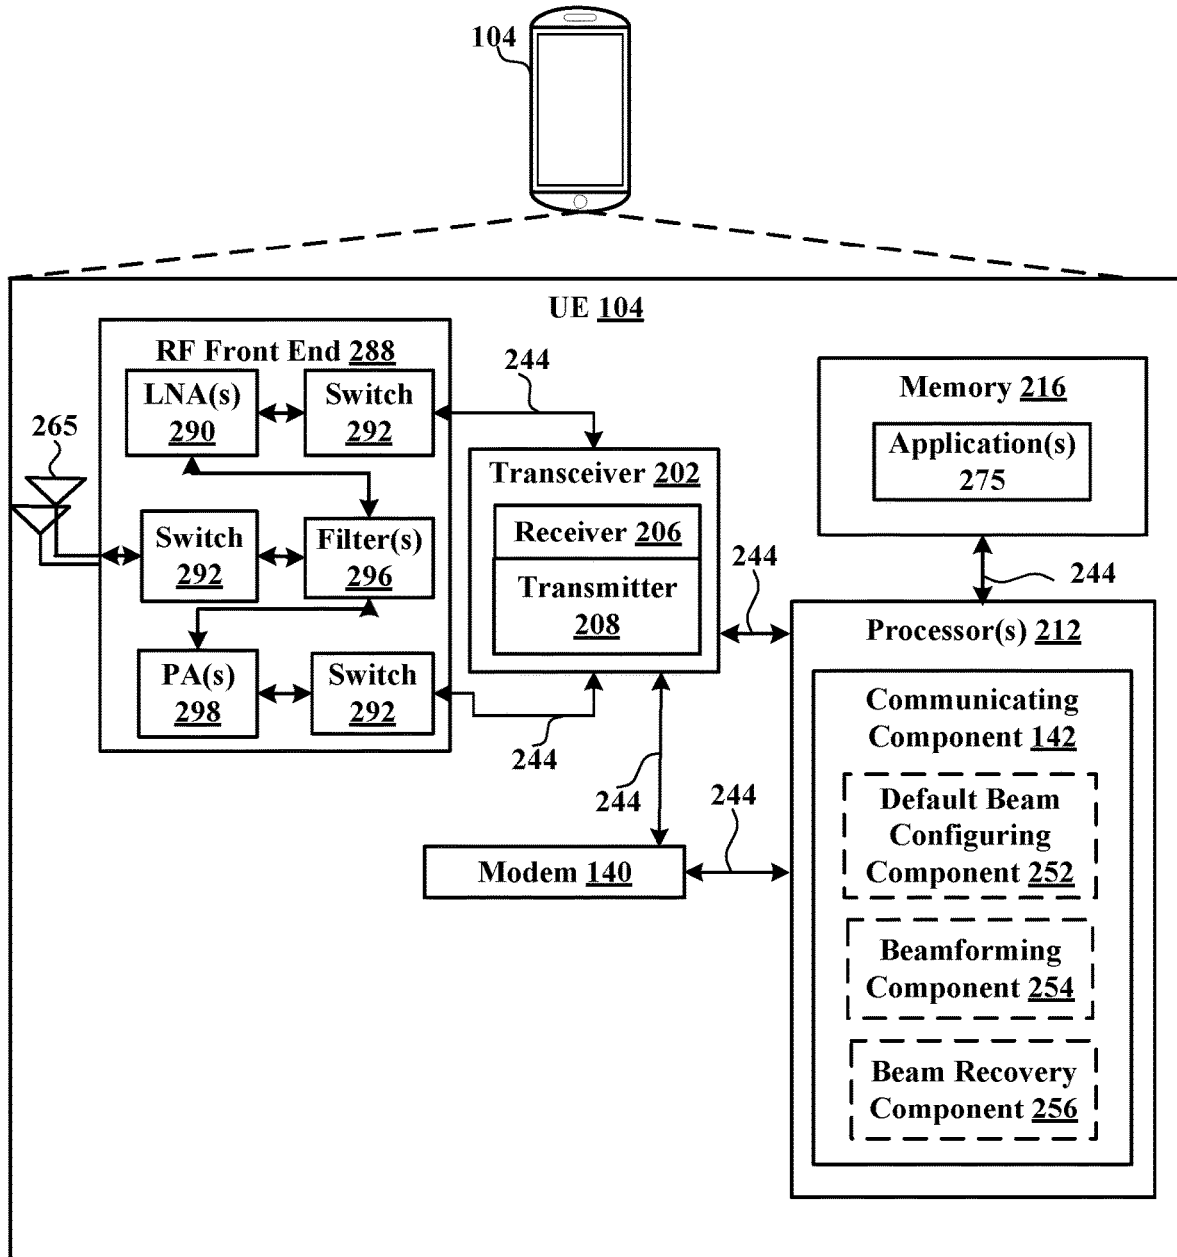 104
UE 104
RF Front End 288
LNA(s)
290
Switch
292
244
265
Switch
292
Filter(s)
296
PA(s)
298
Switch
292
244
Transceiver 202
Receiver 206
Transmitter
208
244
244
Modem 140
244
Memory 216
Application(s)
275
244
Processor(s) 212
Communicating
Component 142
Default Beam
Configuring
Component 252
Beamforming
Component 254
Beam Recovery
Component 256